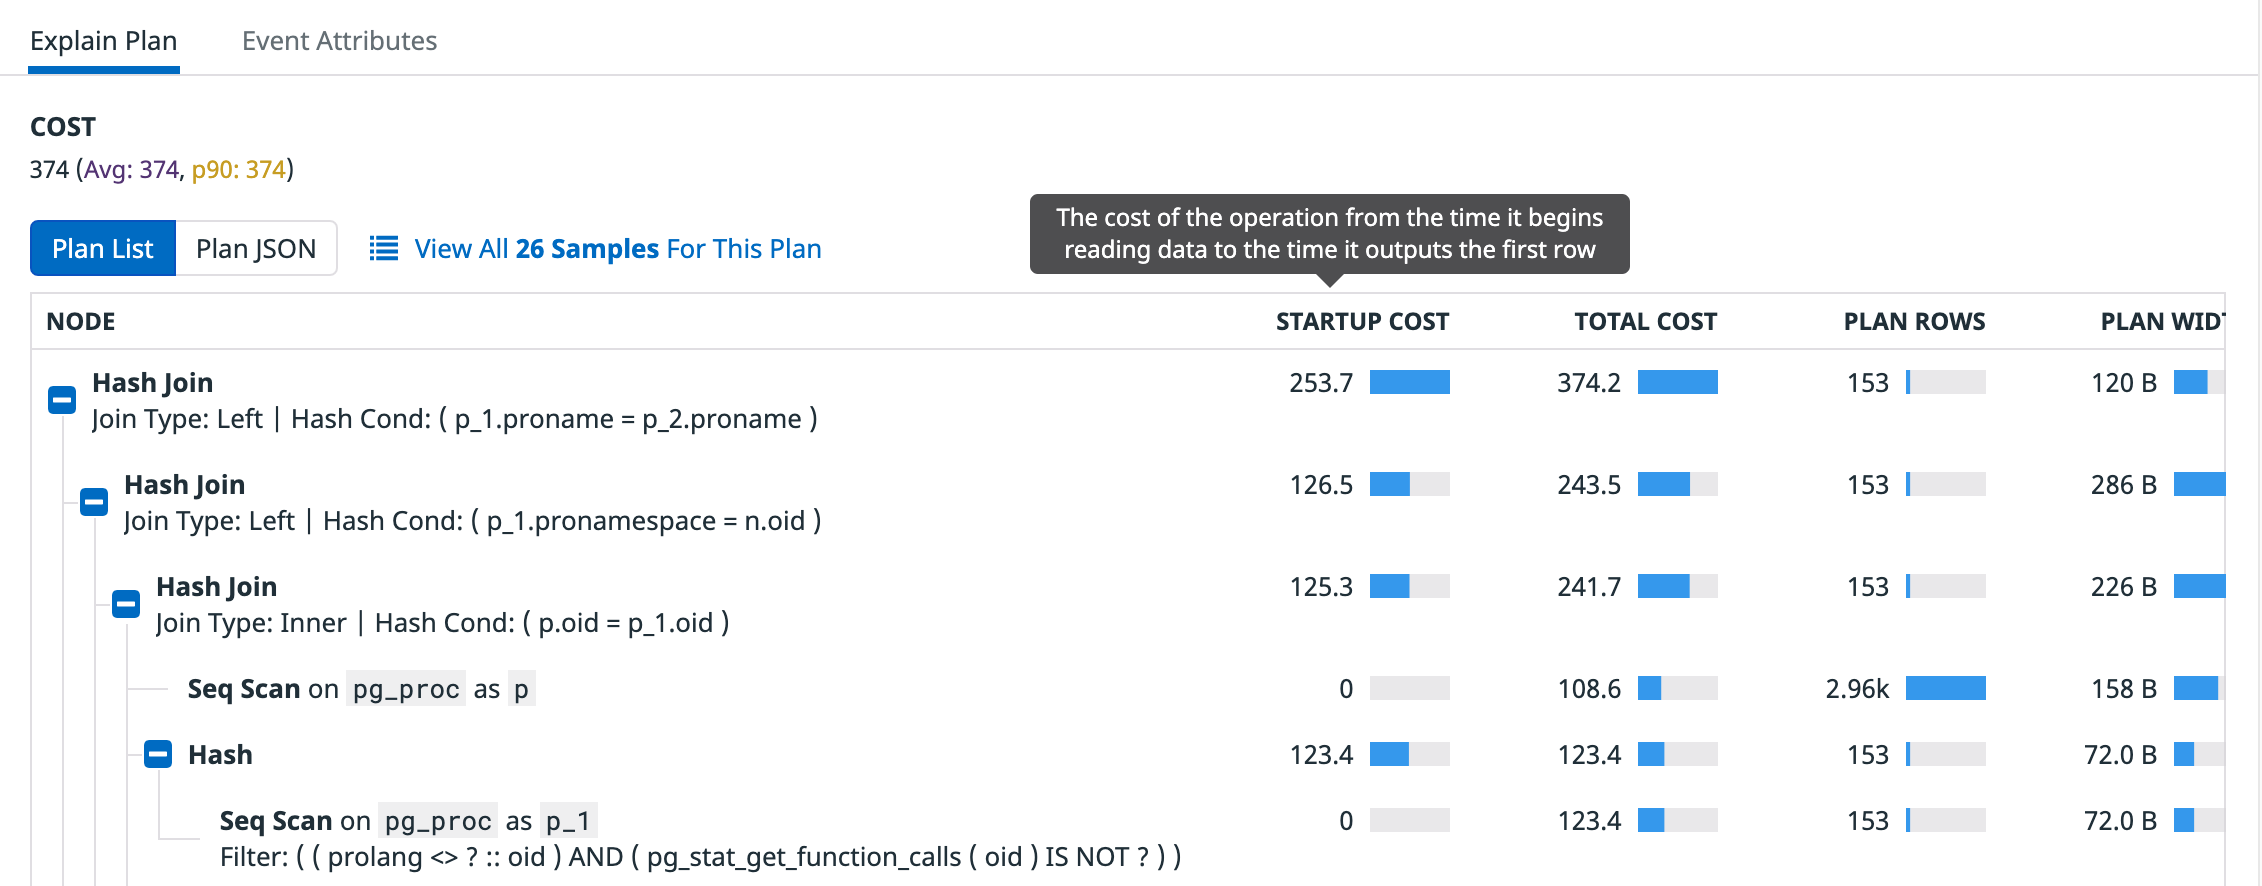 Explain Plan Event Attributes
COST
374 (Avg: 374, p90: 374)
The cost of the operation from the time it begins
reading data to the time it outputs the first row
Plan List Plan JSON View All 26 Samples For This Plan
NODE STARTUP COST TOTAL COST PLAN ROWS PLAN WIDT
Hash Join 253.7 374.2 153 120 B
Join Type: Left | Hash Cond: ( p_1.proname = p_2.proname )
Hash Join 126.5 243.5 153 286 B
Join Type: Left | Hash Cond: ( p_1.pronamespace = n.oid )
Hash Join 125.3 241.7 153 226 B
Join Type: Inner | Hash Cond: ( p.oid = p_1.oid )
Seq Scan on pg_proc as p 0 108.6 2.96k 158 B
Hash 123.4 123.4 153 72.0 B
Seq Scan on pg_proc as p_1 0 123.4 153 72.0 B
Filter: ( ( prolang <> ? :: oid ) AND ( pg_stat_get_function_calls ( oid ) IS NOT ? ) )